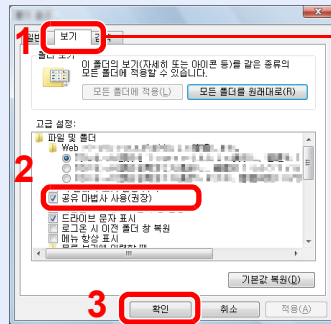 1
일반 보기 검색
폴더 보기
이 폴더의 보기(자세히 또는 아이콘 등)를 같은 종류의
모든 폴더에 적용할 수 있습니다.
모든 폴더에 적용(L) 모든 폴더를 원래대로(R)
고급 설정:
파일 및 폴더
Web
2
공유 마법사 사용(권장)
드라이브 문자 표시
로그온 시 이전 폴더 창 복원
메뉴 항상 표시
기본값 복원(D)
3
확인 취소 적용(A)